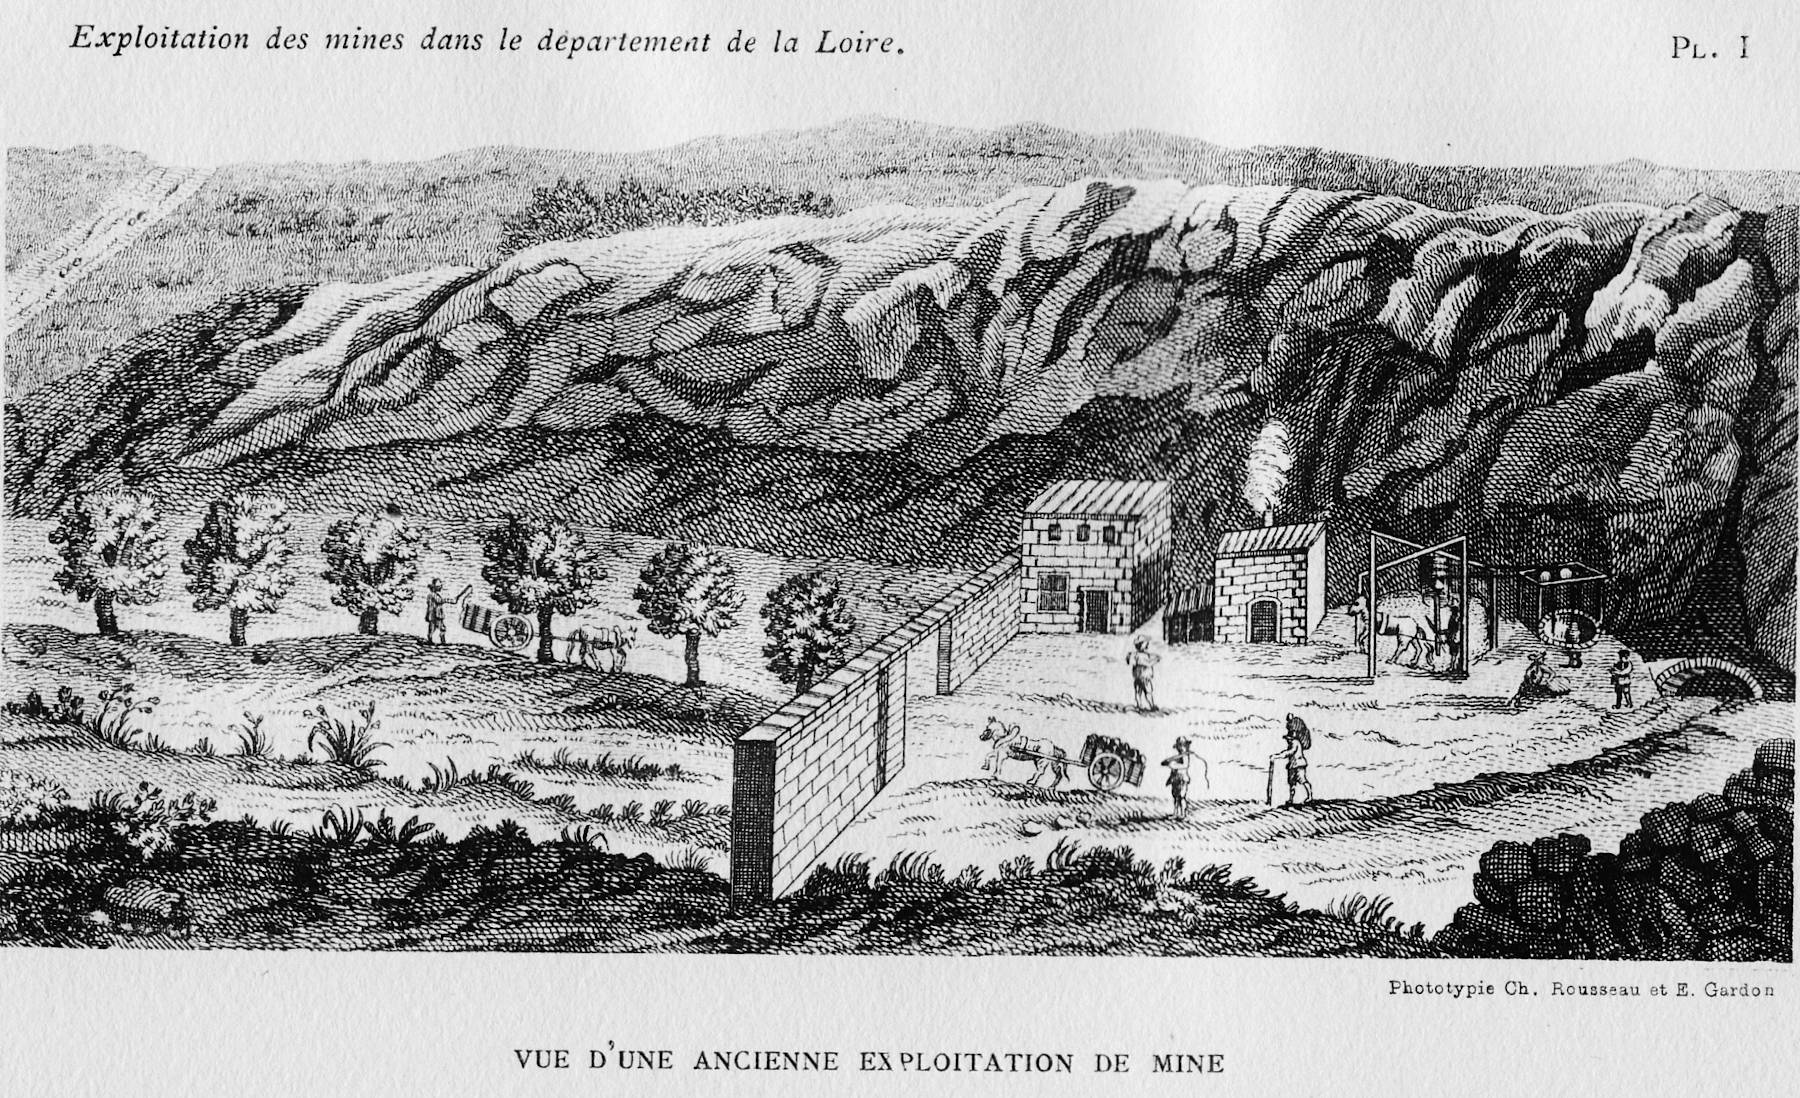 Exploitation des mines dans le département de la Loire.
PL. I
Phototypie Ch. Rousseau et E. Gardon
VUE D'UNE ANCIENNE EXPLOITATION DE MINE